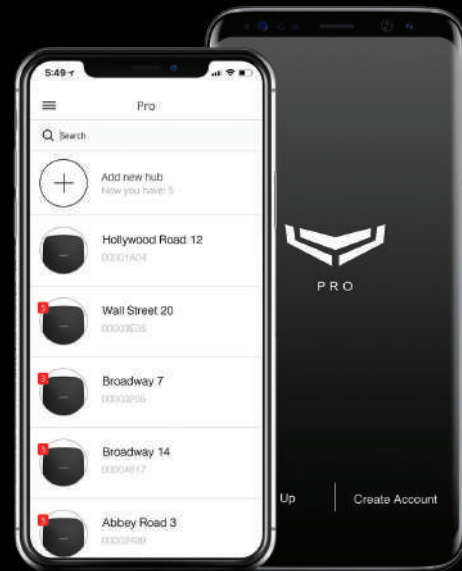 5:49
Pro
Search
Add new hub
Now you have: 5
Hollywood Road 12
00001A04
Wall Street 20
Broadway 7
Broadway 14
Abbey Road 3
PRO
Up
Create Account